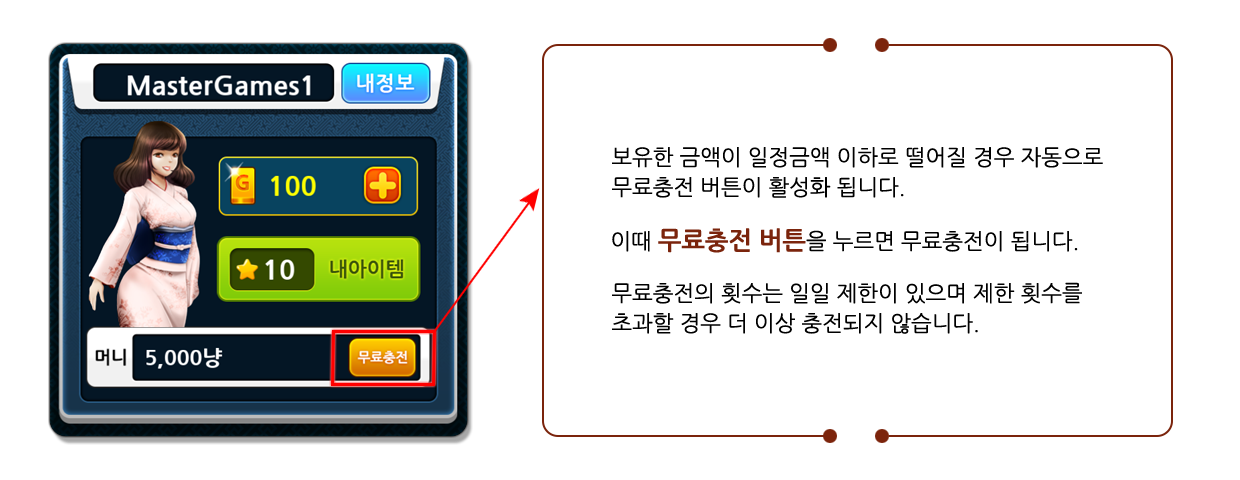 MasterGames1 내정보
G 100
10 내아이템
머니 5,000냥 무료충전
보유한 금액이 일정금액 이하로 떨어질 경우 자동으로
무료충전 버튼이 활성화 됩니다.
이때 무료충전 버튼을 누르면 무료충전이 됩니다.
무료충전의 횟수는 일일 제한이 있으며 제한 횟수를
초과할 경우 더 이상 충전되지 않습니다.